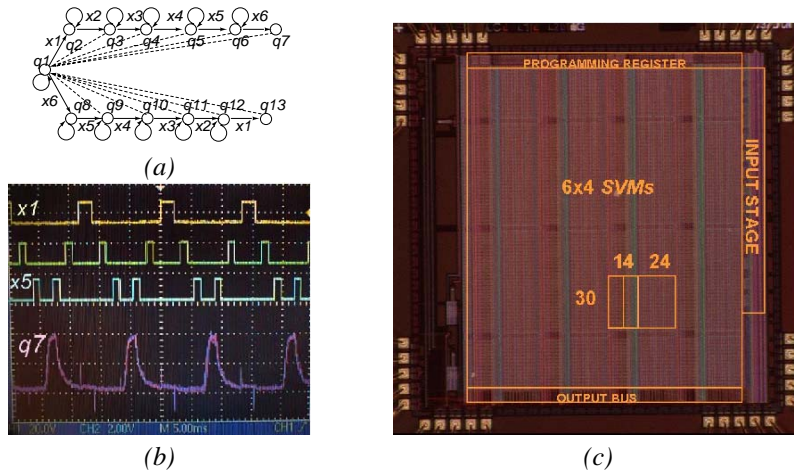 x2 x3 x4 x5 x6
x1 q2 q3 q4 q5 q6 q7
q1
x6 q8 q9 q10 q11 q12 q13
x5 x4 x3 x2 x1
(a)
x1
x5
q7
CH2 2.00V M 5.00ms
(b)
PROGRAMMING REGISTER
INPUT STAGE
6x4 SVMs
14 24
30
OUTPUT BUS
(c)